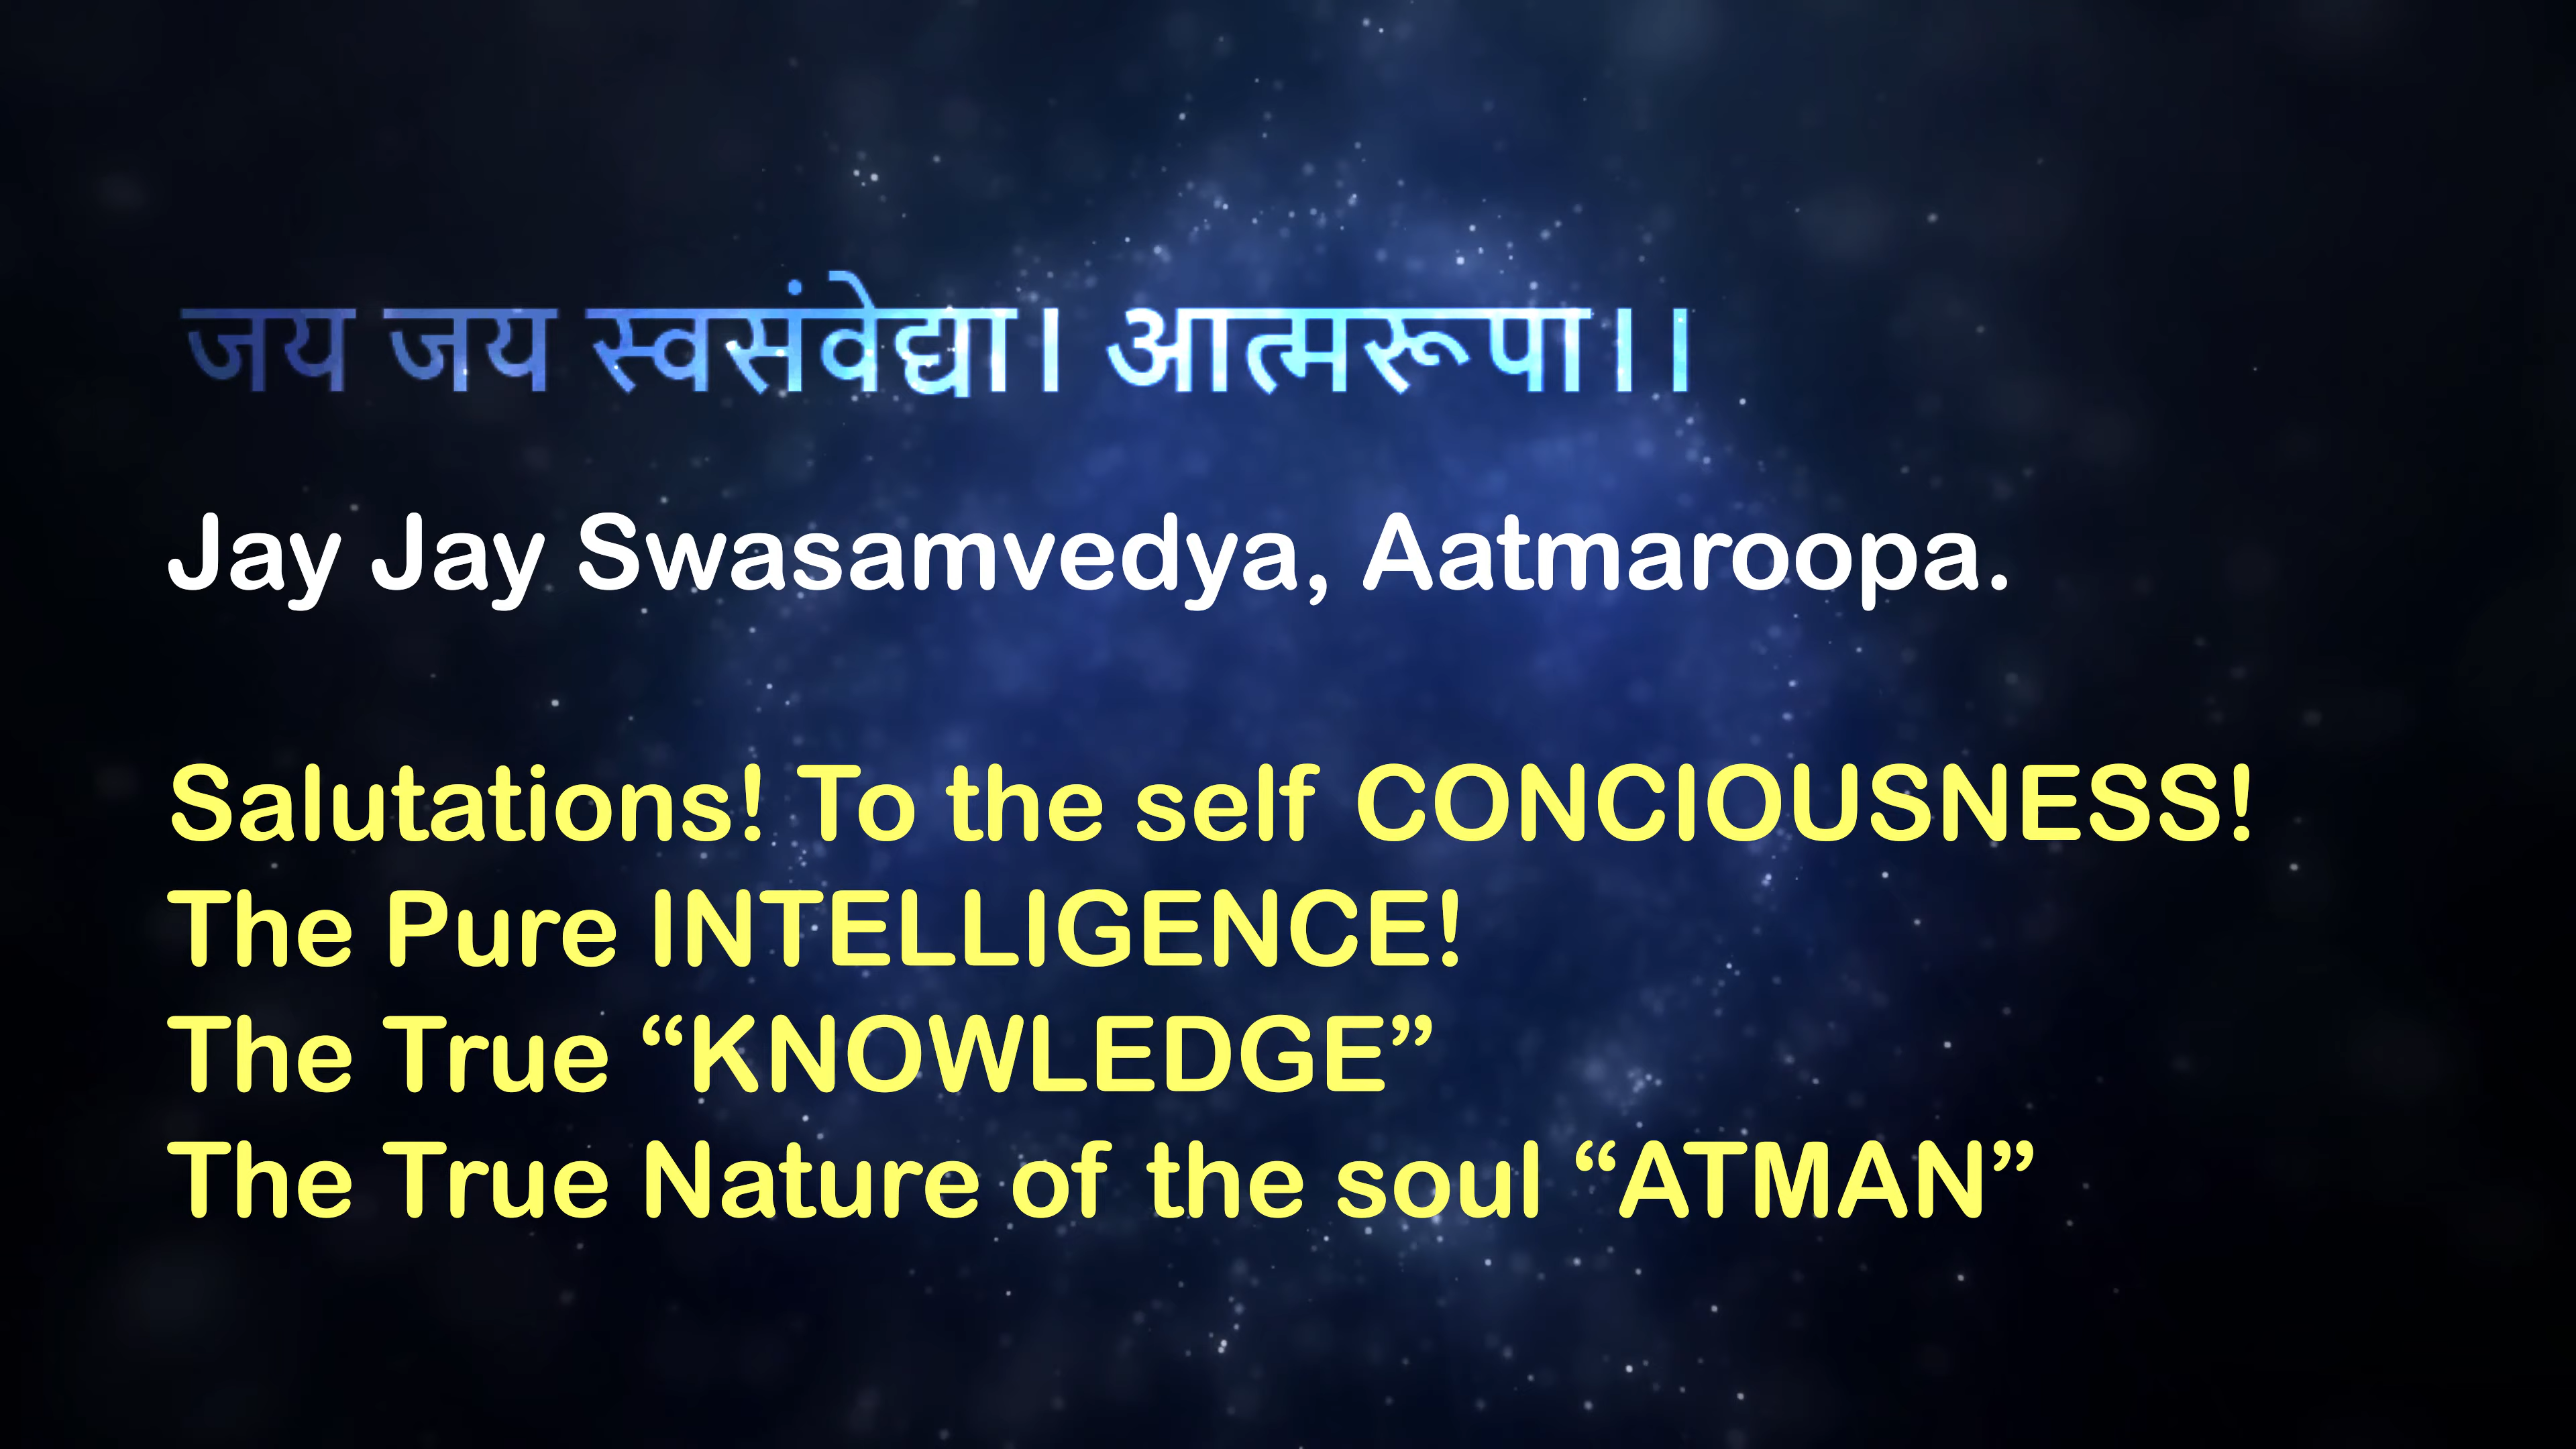 जय जय स्वसंवेद्या। आत्मरूपा।।
Jay Jay Swasamvedya, Aatmaroopa.
Salutations! To the self CONCIOUSNESS!
The Pure INTELLIGENCE!
The True “KNOWLEDGE”
The True Nature of the soul “ATMAN”